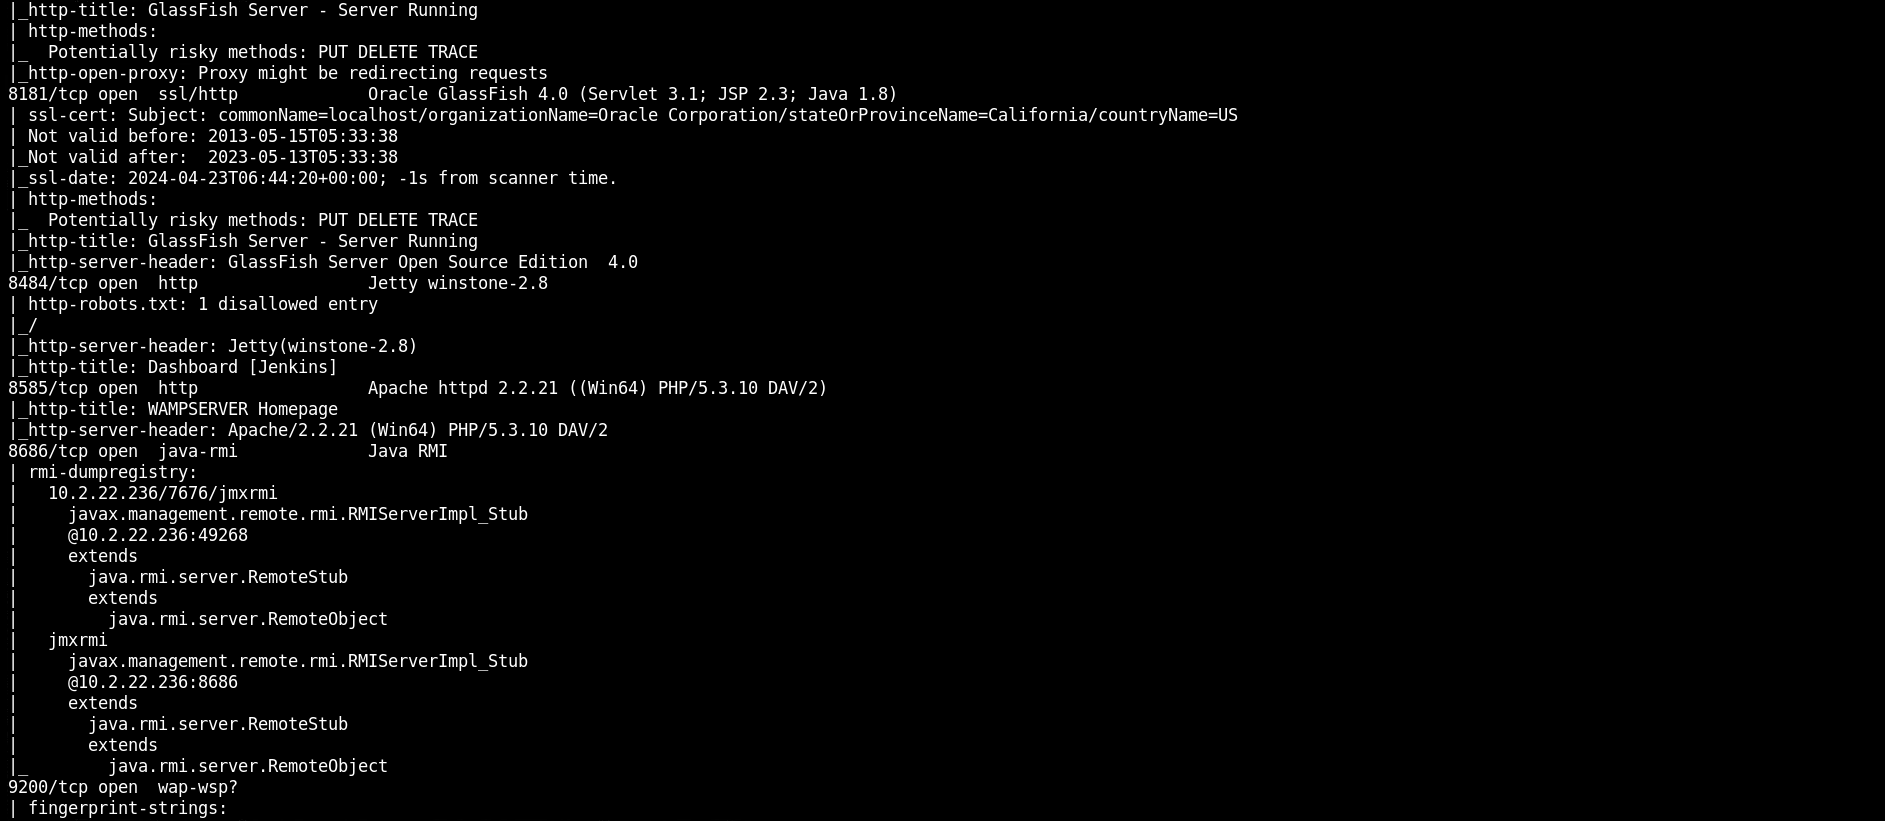 |_http-title: GlassFish Server - Server Running
| http-methods:
|_  Potentially risky methods: PUT DELETE TRACE
|_http-open-proxy: Proxy might be redirecting requests
8181/tcp open  ssl/http             Oracle GlassFish 4.0 (Servlet 3.1; JSP 2.3; Java 1.8)
| ssl-cert: Subject: commonName=localhost/organizationName=Oracle Corporation/stateOrProvinceName=California/countryName=US
| Not valid before: 2013-05-15T05:33:38
|_Not valid after:  2023-05-13T05:33:38
|_ssl-date: 2024-04-23T06:44:20+00:00; -1s from scanner time.
| http-methods:
|_  Potentially risky methods: PUT DELETE TRACE
|_http-title: GlassFish Server - Server Running
|_http-server-header: GlassFish Server Open Source Edition  4.0
8484/tcp open  http                 Jetty winstone-2.8
| http-robots.txt: 1 disallowed entry
|_/
|_http-server-header: Jetty(winstone-2.8)
|_http-title: Dashboard [Jenkins]
8585/tcp open  http                 Apache httpd 2.2.21 ((Win64) PHP/5.3.10 DAV/2)
|_http-title: WAMPSERVER Homepage
|_http-server-header: Apache/2.2.21 (Win64) PHP/5.3.10 DAV/2
8686/tcp open  java-rmi             Java RMI
| rmi-dumpregistry:
|   10.2.22.236/7676/jmxrmi
|     javax.management.remote.rmi.RMIServerImpl_Stub
|     @10.2.22.236:49268
|     extends
|       java.rmi.server.RemoteStub
|       extends
|         java.rmi.server.RemoteObject
|   jmxrmi
|     javax.management.remote.rmi.RMIServerImpl_Stub
|     @10.2.22.236:8686
|     extends
|       java.rmi.server.RemoteStub
|       extends
|_        java.rmi.server.RemoteObject
9200/tcp open  wap-wsp?
| fingerprint-strings: